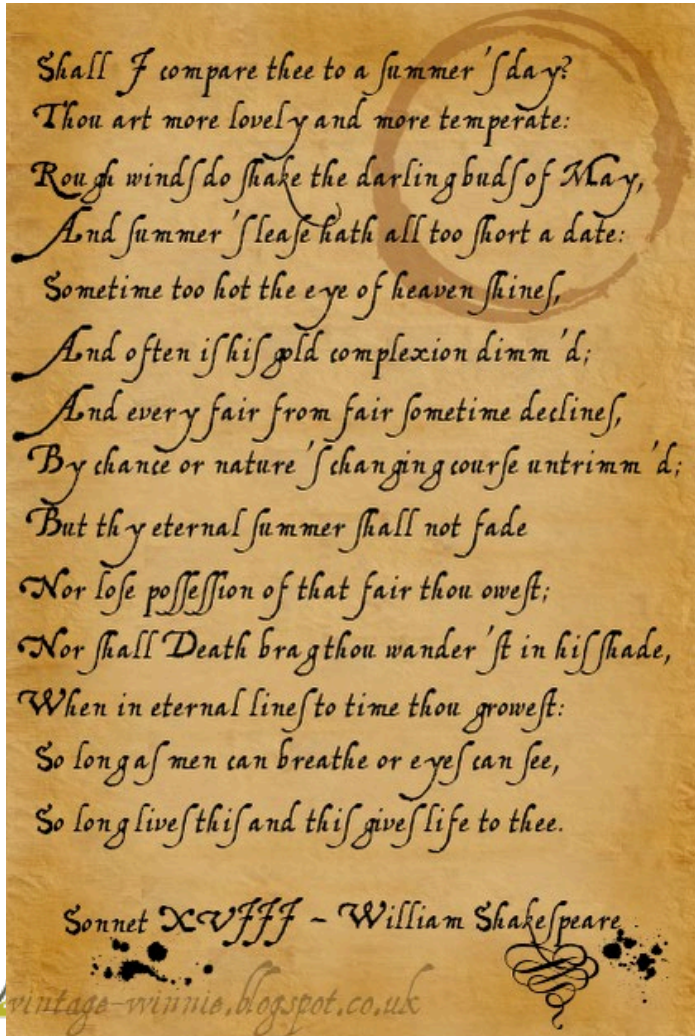 Shall I compare thee to a summer's day?
Thou art more lovely and more temperate:
Rough winds do shake the darling buds of May,
And summer's lease hath all too short a date:
Sometime too hot the eye of heaven shines,
And often is his gold complexion dimm'd;
And every fair from fair sometime declines,
By chance or nature's changing course untrimm'd;
But thy eternal summer shall not fade
Nor lose possession of that fair thou owest;
Nor shall Death brag thou wander'st in his shade,
When in eternal lines to time thou growest:
So long as men can breathe or eyes can see,
So long lives this and this gives life to thee.
Sonnet XVIII - William Shakespeare
vintage-winnie.blogspot.co.uk